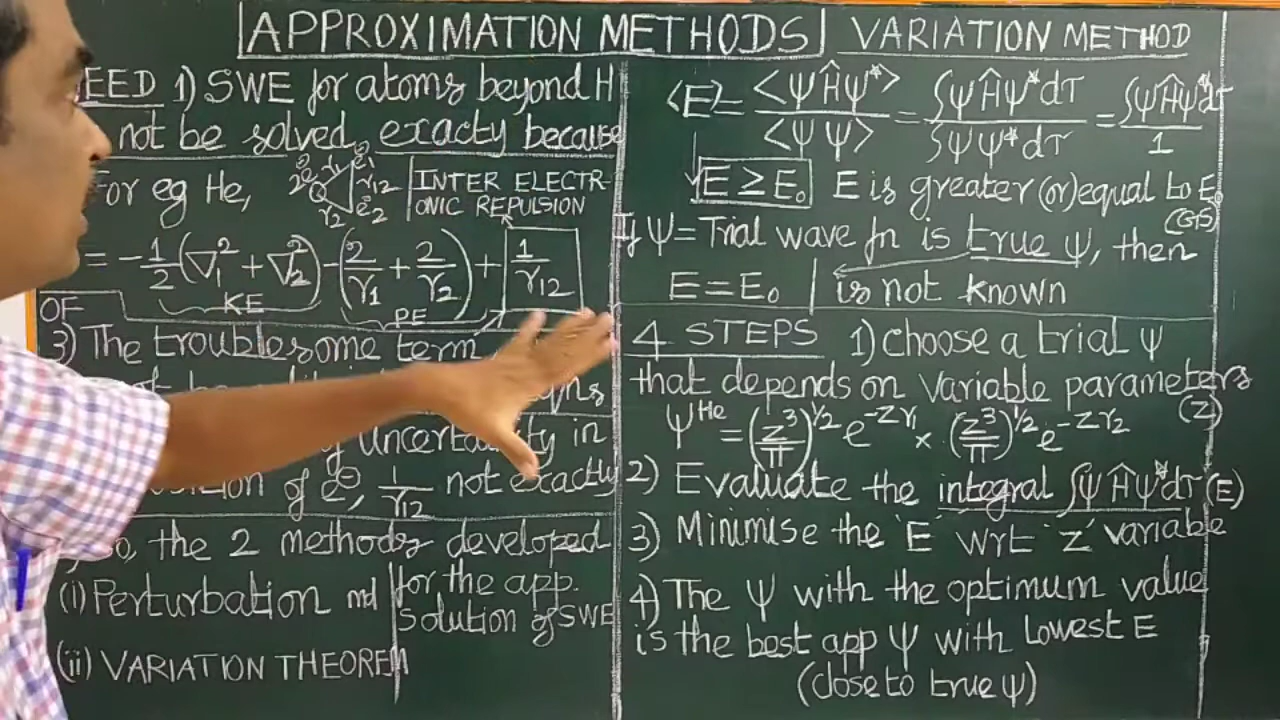 APPROXIMATION METHODS
EED 1) SWE for atoms beyond H
not be solved exacty because
For eg He,
INTER ELECTR-
ONIC REPULSION
= -1/2 (∇₁² + ∇₂²) - (2/r₁ + 2/r₂) + 1/r₁₂
KE
PE
OF
3) The troublesome term
uncertainty in
of e⊖, 1/r₁₂ not exactly
the 2 methods developed
(i) Perturbation and
for the app.
Solution of SWE
(ii) VARIATION THEOREM
VARIATION METHOD
<E> = <ψ Ĥ ψ*> / <ψ ψ> = ∫ψ Ĥ ψ* dτ / ∫ψ ψ* dτ = ∫ψ Ĥ ψ* dτ / 1
E ≥ E₀ E is greater (or) equal to E₀
(GS)
If ψ = Trial wave fn is true ψ, then
E = E₀ | is not known
4 STEPS 1) Choose a trial ψ
that depends on variable parameters
(Z)
ψ^He = (z³/π)^½ e^-Zr₁ × (z³/π)^½ e^-Zr₂
2) Evaluate the integral ∫ψ Ĥ ψ* dτ (E)
3) Minimise the 'E' wrt 'Z' variable
4) The ψ with the optimum value
is the best app ψ with Lowest E
(close to true ψ)